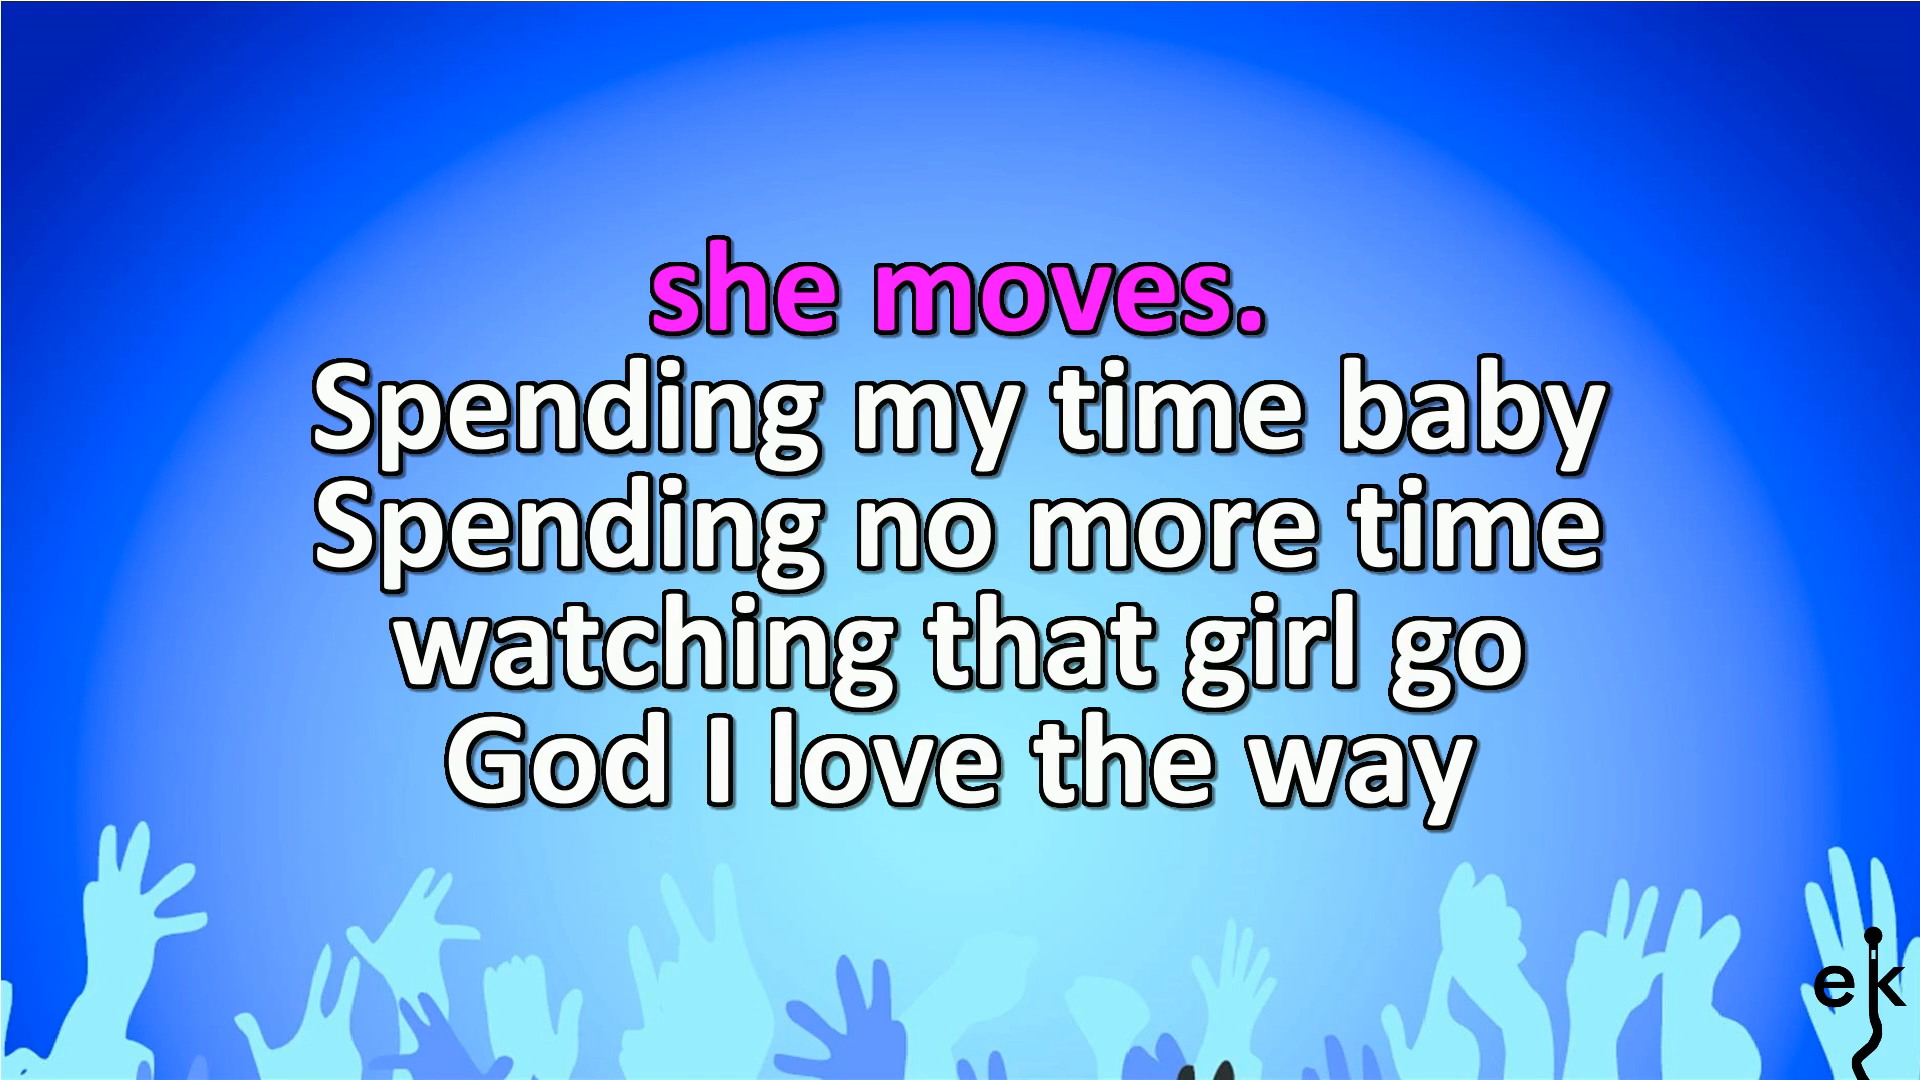 she moves.
Spending my time baby
Spending no more time
watching that girl go
God I love the way
ek